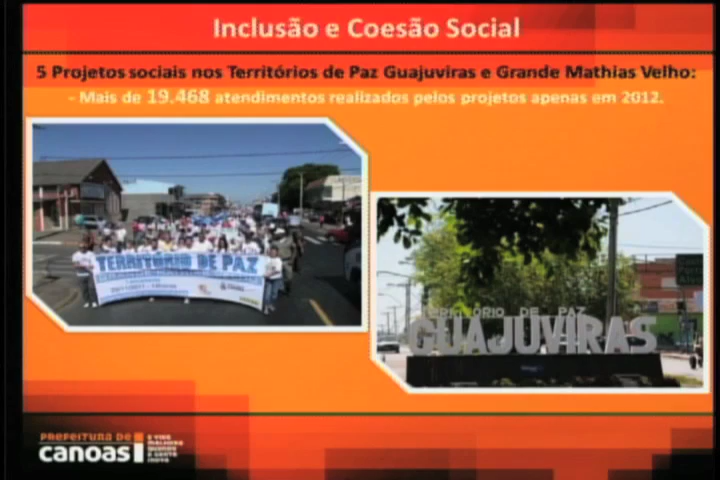 Inclusão e Coesão Social
5 Projetos sociais nos Territórios de Paz Guajuviras e Grande Mathias Velho:
- Mais de 19.468 atendimentos realizados pelos projetos apenas em 2012.
TERRITÓRIO DE PAZ
TERRITÓRIO DE PAZ
GUAJUVIRAS
PREFEITURA DE
canoas